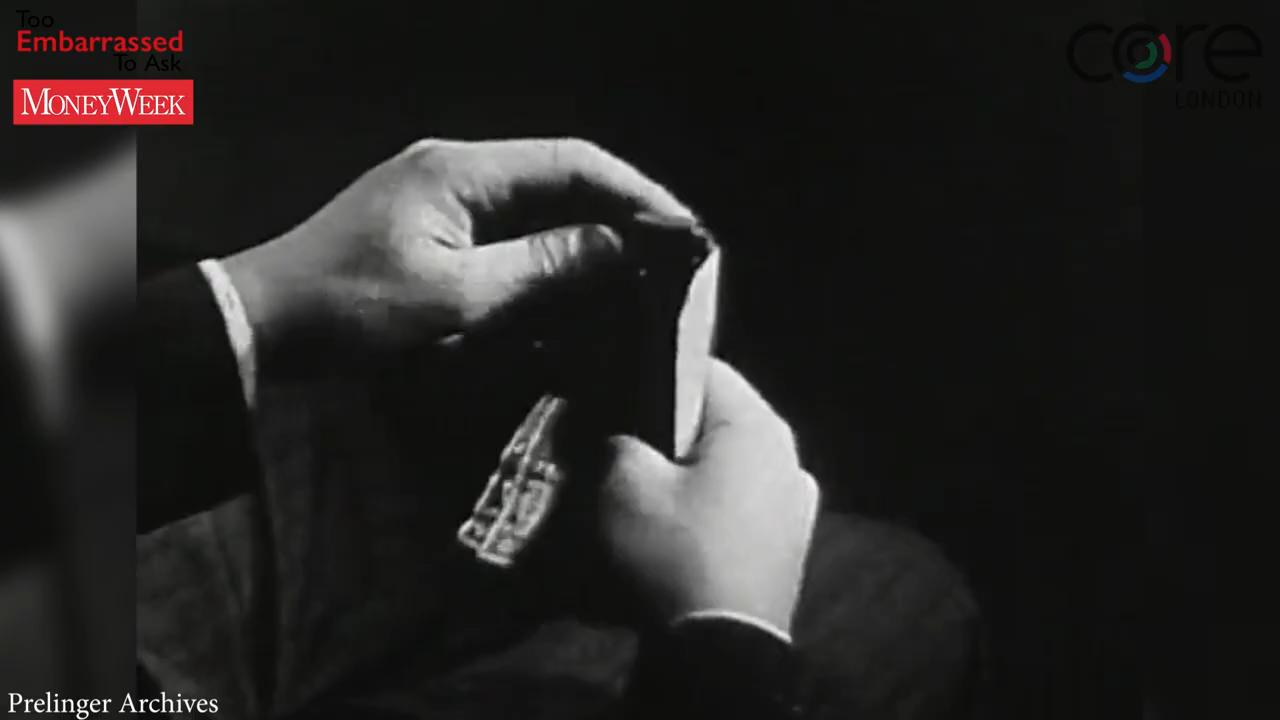 Too
Embarrassed
To Ask
MONEYWEEK
core
LONDON
Prelinger Archives